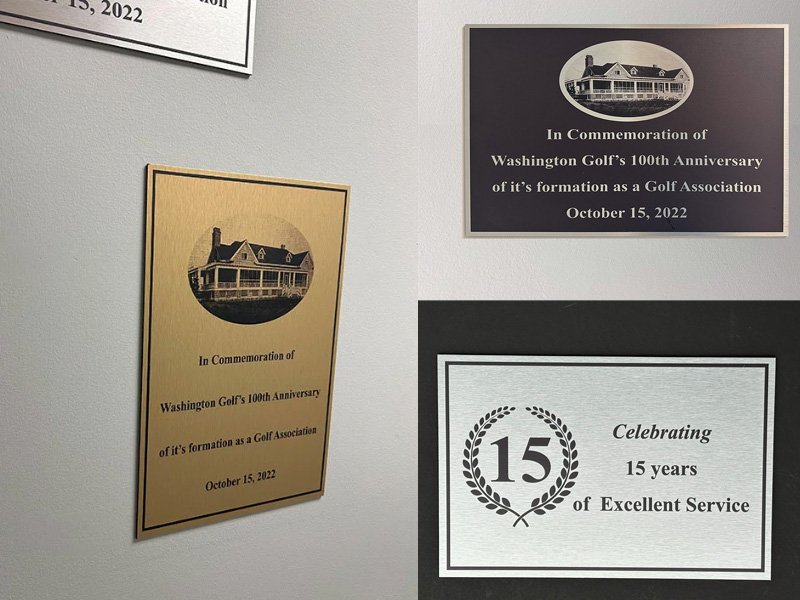 15, 2022
In Commemoration of
Washington Golf's 100th Anniversary
of it's formation as a Golf Association
October 15, 2022
In Commemoration of
Washington Golf's 100th Anniversary
of it's formation as a Golf Association
October 15, 2022
15
Celebrating
15 years
of Excellent Service